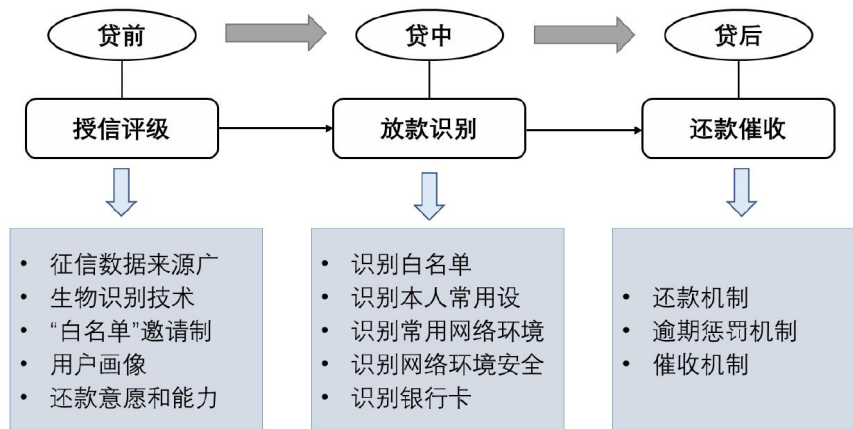 贷前
贷中
贷后
授信评级
放款识别
还款催收
• 征信数据来源广
• 生物识别技术
• “白名单”邀请制
• 用户画像
• 还款意愿和能力
• 识别白名单
• 识别本人常用设
• 识别常用网络环境
• 识别网络环境安全
• 识别银行卡
• 还款机制
• 逾期惩罚机制
• 催收机制